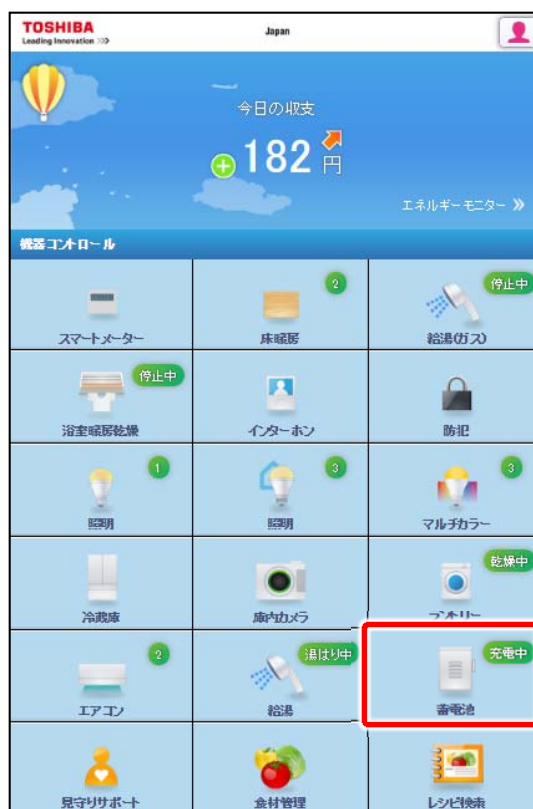 TOSHIBA
Leading Innovation >>>
Japan
今日の収支
182 円
エネルギーモニター »
機器コントロール
スマートメーター
2
床暖房
停止中
給湯(ガス)
停止中
浴室暖房乾燥
インターホン
防犯
1
照明
3
照明
3
マルチカラー
冷蔵庫
庫内カメラ
乾燥中
ランドリー
2
エアコン
湯はり中
給湯
充電中
蓄電池
見守りサポート
食材管理
レシピ検索